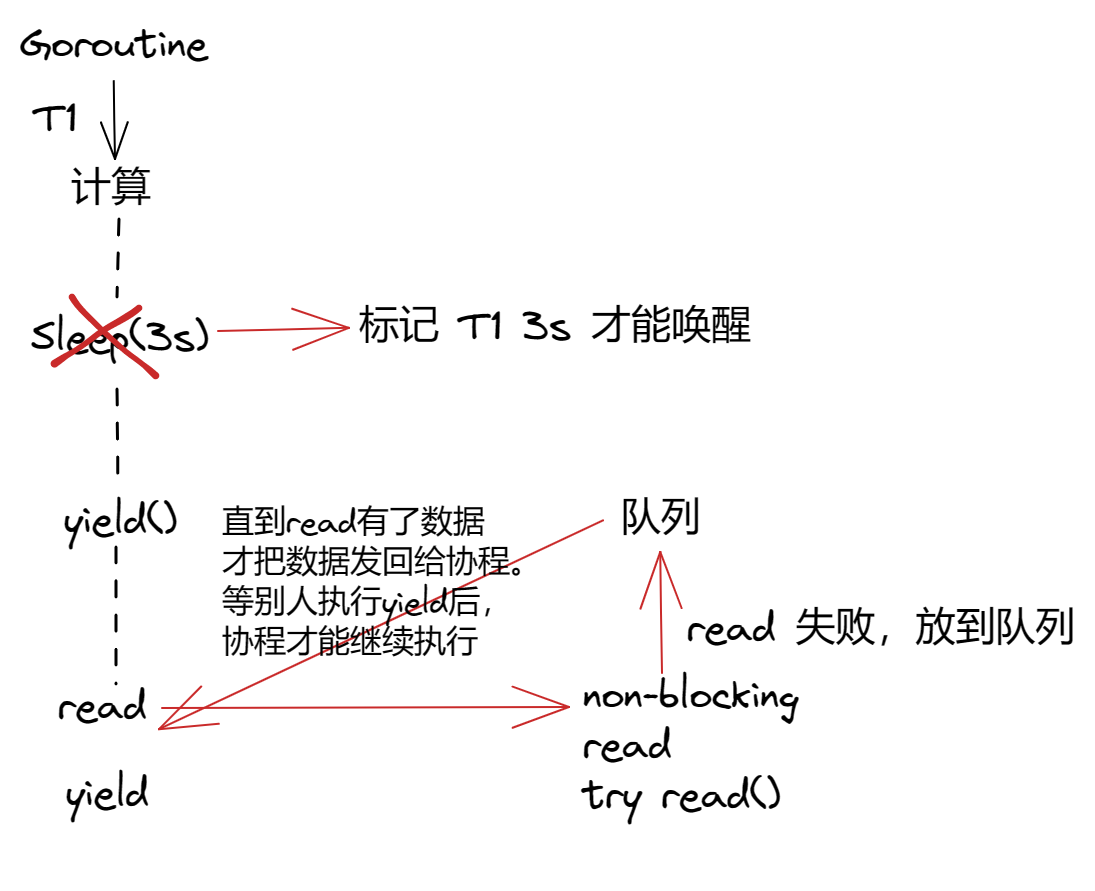 Goroutine
T1
计算
Sleep(3s)
标记 T1 3s 才能唤醒
yield()
直到read有了数据
才把数据发回给协程。
等别人执行yield后，
协程才能继续执行
队列
read 失败，放到队列
read
non-blocking
read
try read()
yield